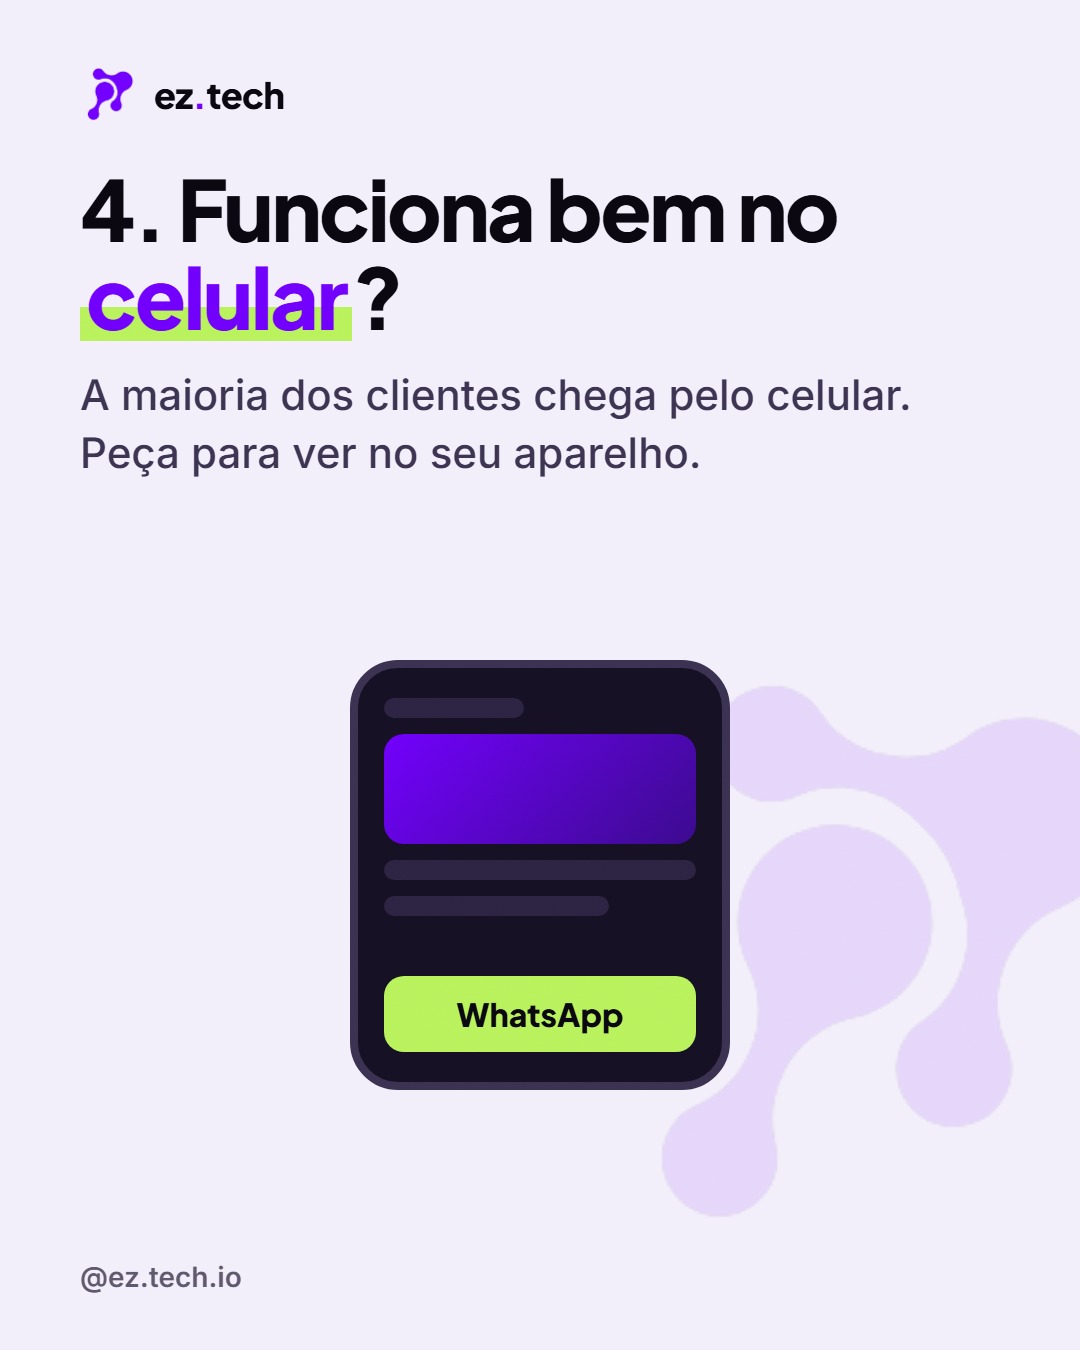 ez.tech
4. Funciona bem no
celular?
A maioria dos clientes chega pelo celular.
Peça para ver no seu aparelho.
WhatsApp
@ez.tech.io